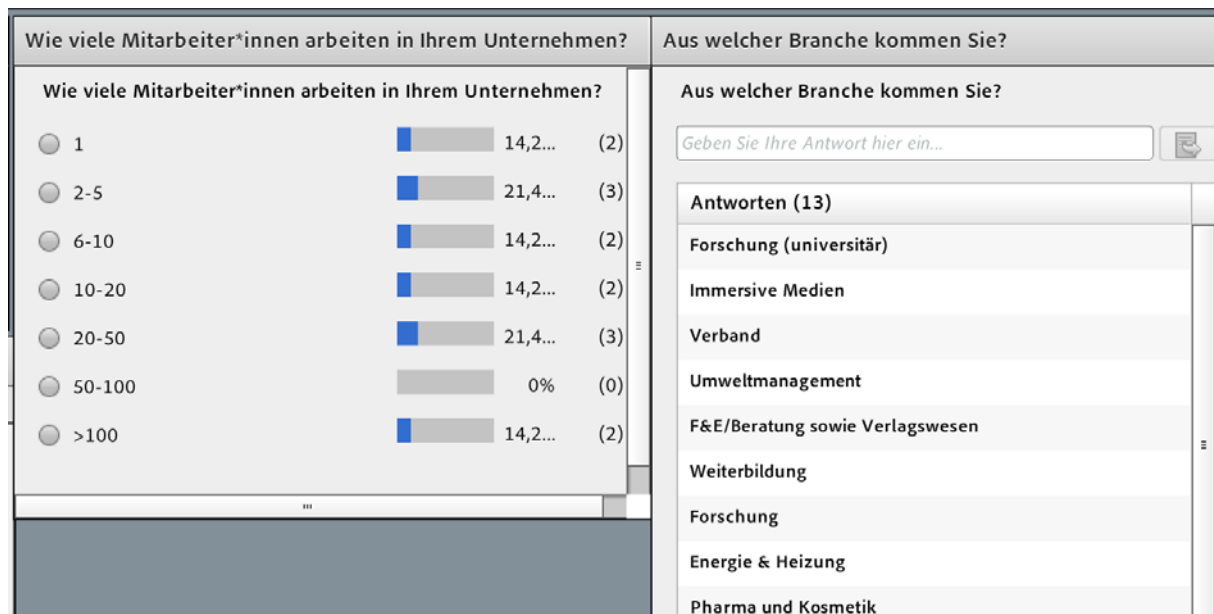 Wie viele Mitarbeiter*innen arbeiten in Ihrem Unternehmen?
Wie viele Mitarbeiter*innen arbeiten in Ihrem Unternehmen?
1 14,2... (2)
2-5 21,4... (3)
6-10 14,2... (2)
10-20 14,2... (2)
20-50 21,4... (3)
50-100 0% (0)
>100 14,2... (2)
Aus welcher Branche kommen Sie?
Aus welcher Branche kommen Sie?
Geben Sie Ihre Antwort hier ein...
Antworten (13)
Forschung (universitär)
Immersive Medien
Verband
Umweltmanagement
F&E/Beratung sowie Verlagswesen
Weiterbildung
Forschung
Energie & Heizung
Pharma und Kosmetik